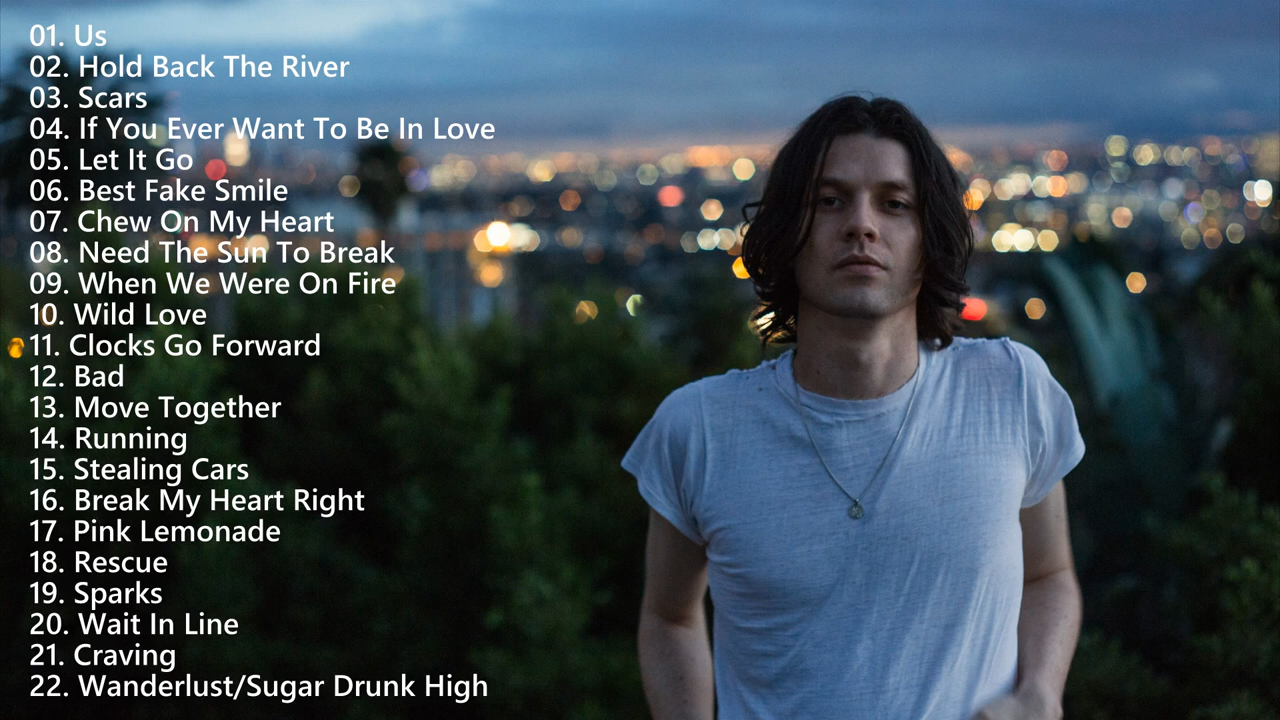 01. Us
02. Hold Back The River
03. Scars
04. If You Ever Want To Be In Love
05. Let It Go
06. Best Fake Smile
07. Chew On My Heart
08. Need The Sun To Break
09. When We Were On Fire
10. Wild Love
11. Clocks Go Forward
12. Bad
13. Move Together
14. Running
15. Stealing Cars
16. Break My Heart Right
17. Pink Lemonade
18. Rescue
19. Sparks
20. Wait In Line
21. Craving
22. Wanderlust/Sugar Drunk High